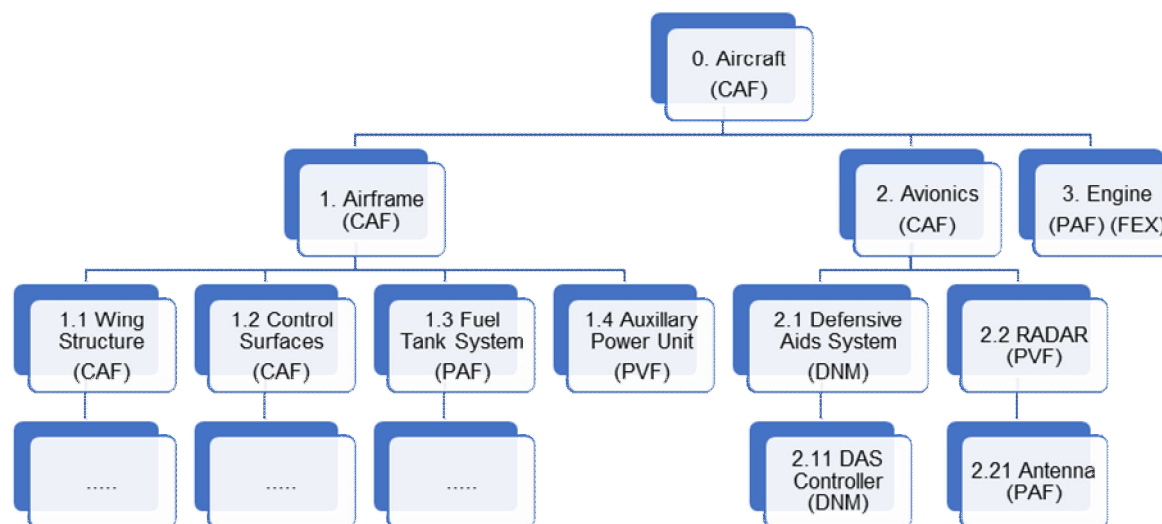 0. Aircraft
(CAF)
1. Airframe
(CAF)
2. Avionics
(CAF)
3. Engine
(PAF) (FEX)
1.1 Wing
Structure
(CAF)
1.2 Control
Surfaces
(CAF)
1.3 Fuel
Tank System
(PAF)
1.4 Auxillary
Power Unit
(PVF)
2.1 Defensive
Aids System
(DNM)
2.2 RADAR
(PVF)
.....
.....
.....
2.11 DAS
Controller
(DNM)
2.21 Antenna
(PAF)